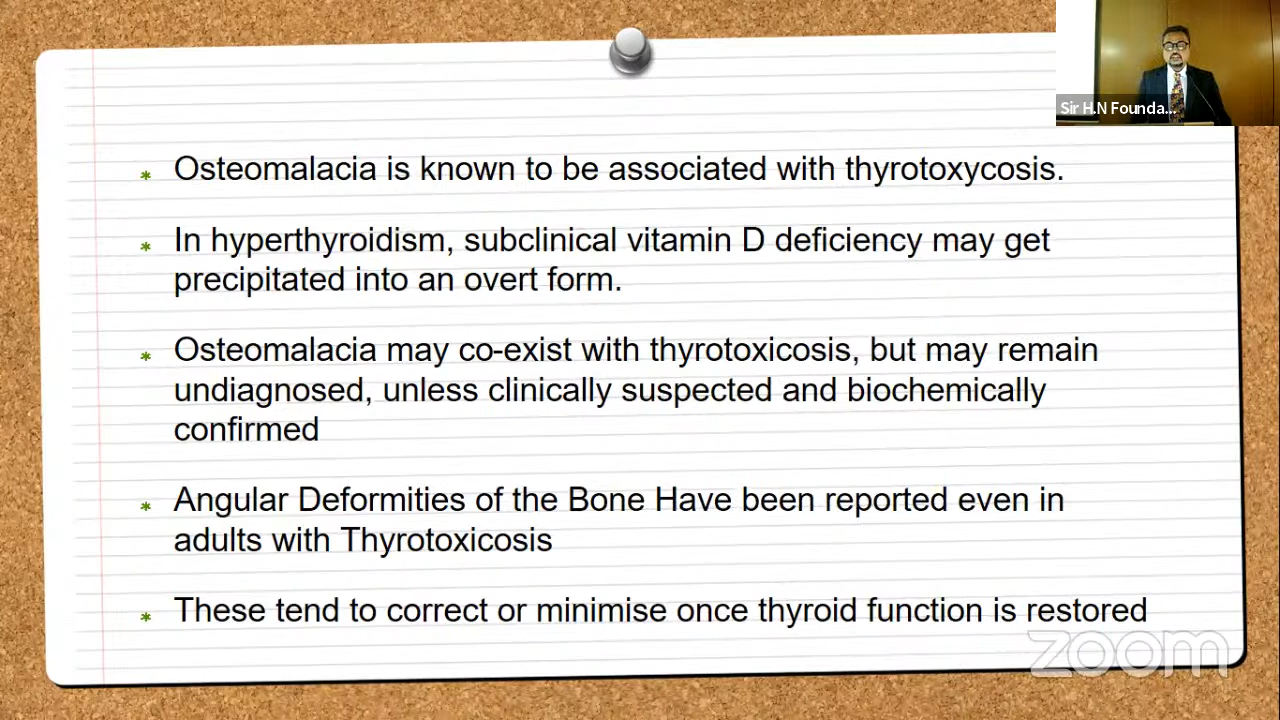 Sir H.N Founda...
* Osteomalacia is known to be associated with thyrotoxycosis.
* In hyperthyroidism, subclinical vitamin D deficiency may get
precipitated into an overt form.
* Osteomalacia may co-exist with thyrotoxicosis, but may remain
undiagnosed, unless clinically suspected and biochemically
confirmed
* Angular Deformities of the Bone Have been reported even in
adults with Thyrotoxicosis
* These tend to correct or minimise once thyroid function is restored
zoom